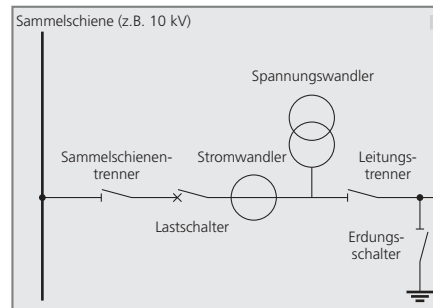 Sammelschiene (z.B. 10 kV)
Spannungswandler
Sammelschienen-
trenner
Stromwandler
Leitungs-
trenner
Lastschalter
Erdungs-
schalter